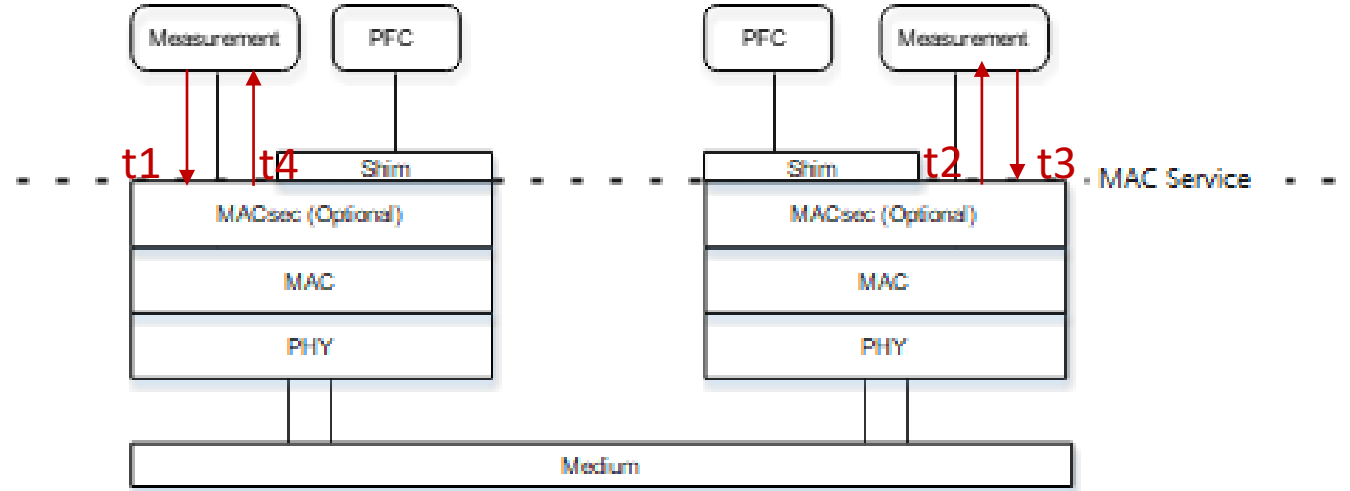 Measurement PFC PFC Measurement
t1 t4 Shim Shim t2 t3 MAC Service
MACsec (Optional) MACsec (Optional)
MAC MAC
PHY PHY
Medium